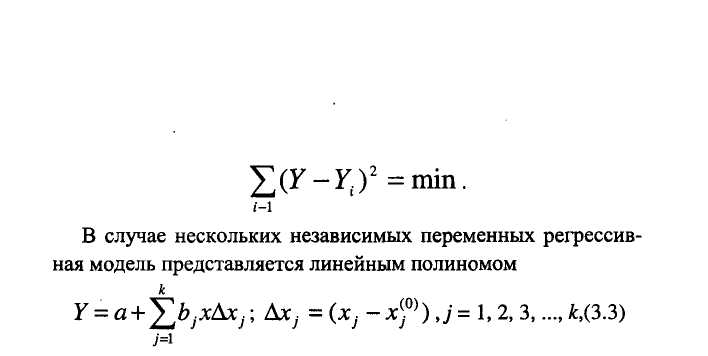 ∑(Y – Y_i)² = min.
i–1
В случае нескольких независимых переменных регрессив-
ная модель представляется линейным полиномом
Y = a + ∑_{j=1}^{k} b_j xΔx_j; Δx_j = (x_j – x_j^{(0)}), j = 1, 2, 3, ..., k,(3.3)